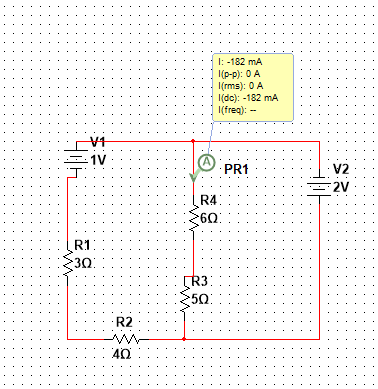 I: -182 mA
I(p-p): 0 A
I(rms): 0 A
I(dc): -182 mA
I(freq): --
V1
1V
A
PR1
V2
2V
R4
6Ω
R1
3Ω
R3
5Ω
R2
4Ω